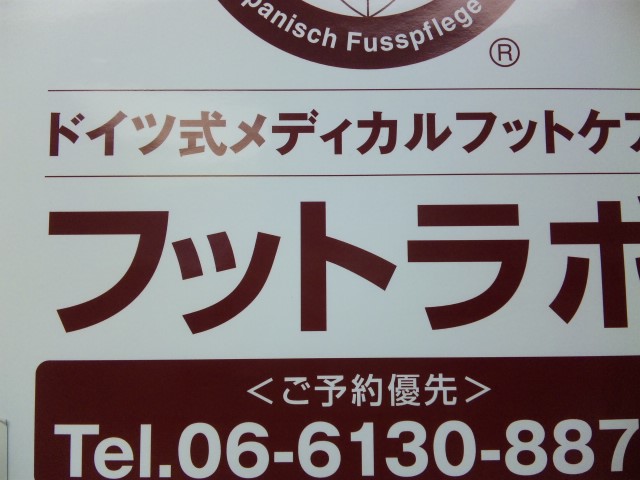 panisch Fusspflege
®
ドイツ式メディカルフットケア
フットラボ
＜ご予約優先＞
Tel.06-6130-887